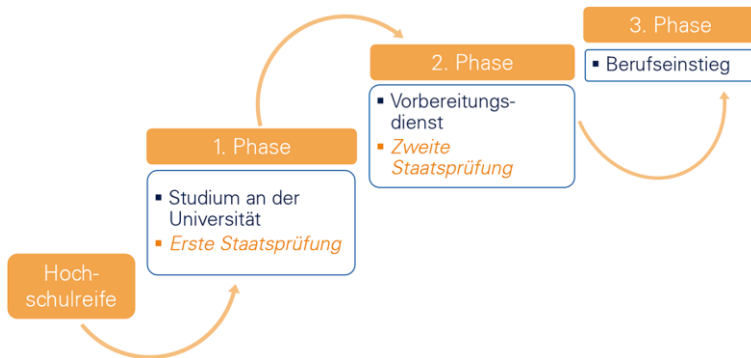 Hoch-
schulreife
1. Phase
▪ Studium an der
Universität
▪ Erste Staatsprüfung
2. Phase
▪ Vorbereitungs-
dienst
▪ Zweite
Staatsprüfung
3. Phase
▪ Berufseinstieg